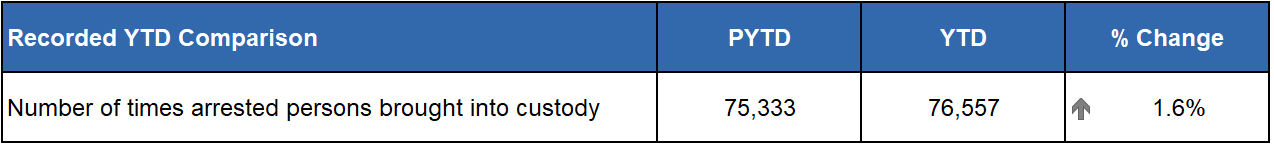 Recorded YTD Comparison PYTD YTD % Change
Number of times arrested persons brought into custody 75,333 76,557 1.6%